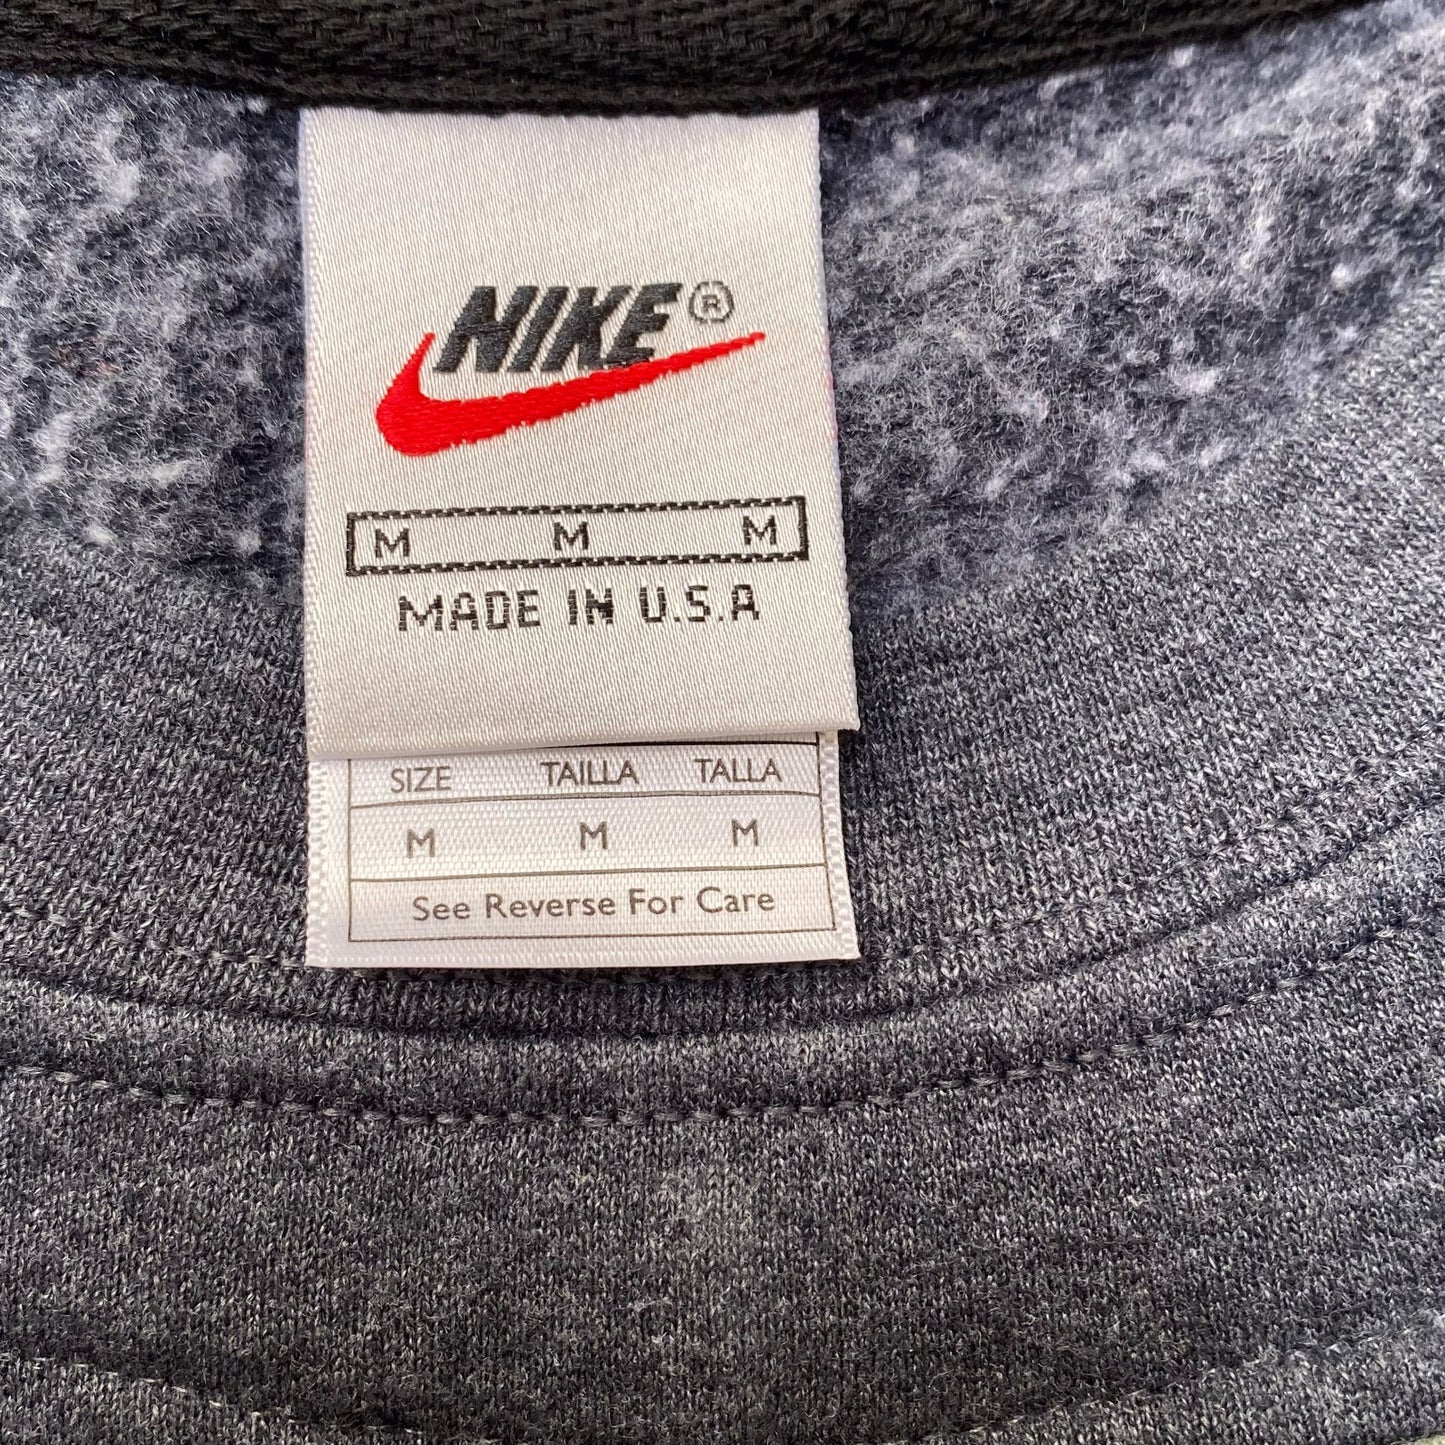 NIKE®
M M M
MADE IN U.S.A
SIZE TAILLA TALLA
M M M
See Reverse For Care